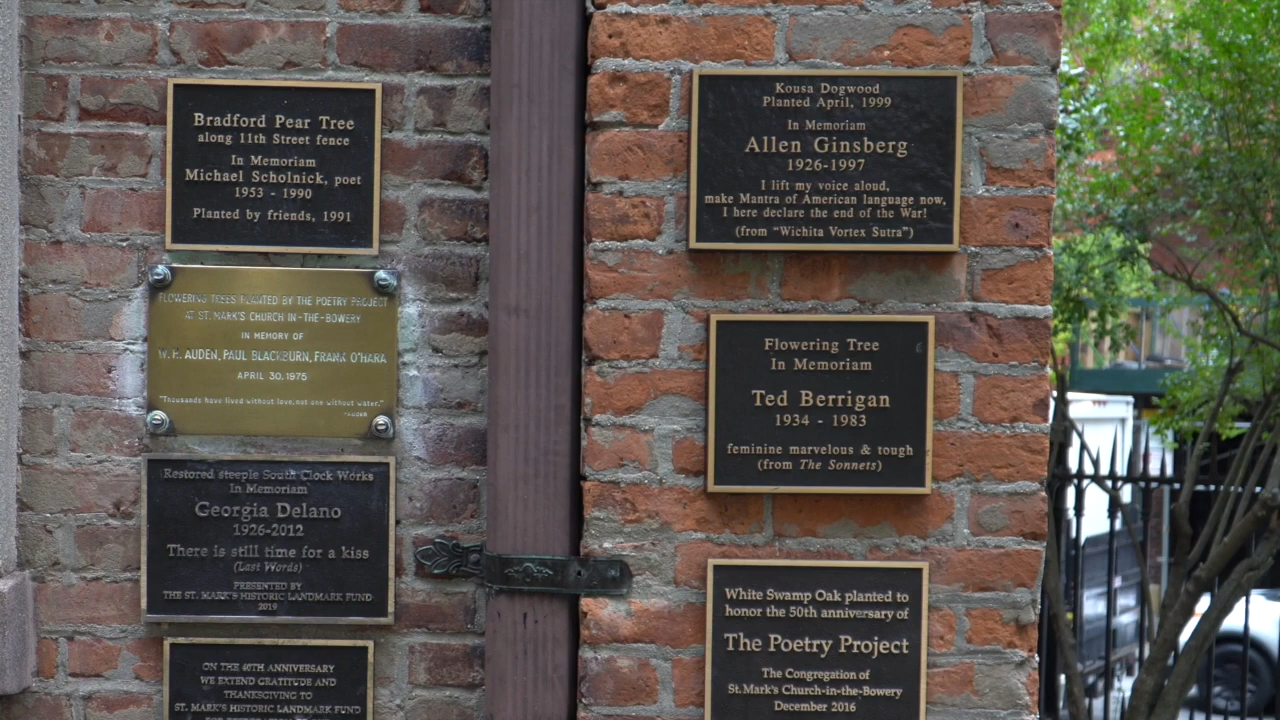 Bradford Pear Tree
along 11th Street fence
In Memoriam
Michael Scholnick, poet
1953 - 1990
Planted by friends, 1991
FLOWERING TREES PLANTED BY THE POETRY PROJECT
AT ST. MARK'S CHURCH IN-THE-BOWERY
IN MEMORY OF
W. H. AUDEN, PAUL BLACKBURN, FRANK O'HARA
APRIL 30, 1975
"Thousands have lived without love, not one without water."
Restored steeple South Clock Works
In Memoriam
Georgia Delano
1926-2012
There is still time for a kiss
(Last Words)
PRESENTED BY
THE ST. MARK'S HISTORIC LANDMARK FUND
2019
ON THE 40TH ANNIVERSARY
WE EXTEND GRATITUDE AND
THANKSGIVING TO
ST. MARK'S HISTORIC LANDMARK FUND
Kousa Dogwood
Planted April, 1999
In Memoriam
Allen Ginsberg
1926-1997
I lift my voice aloud,
make Mantra of American language now,
I here declare the end of the War!
(from "Wichita Vortex Sutra")
Flowering Tree
In Memoriam
Ted Berrigan
1934 - 1983
feminine marvelous & tough
(from The Sonnets)
White Swamp Oak planted to
honor the 50th anniversary of
The Poetry Project
The Congregation of
St. Mark's Church-in-the-Bowery
December 2016